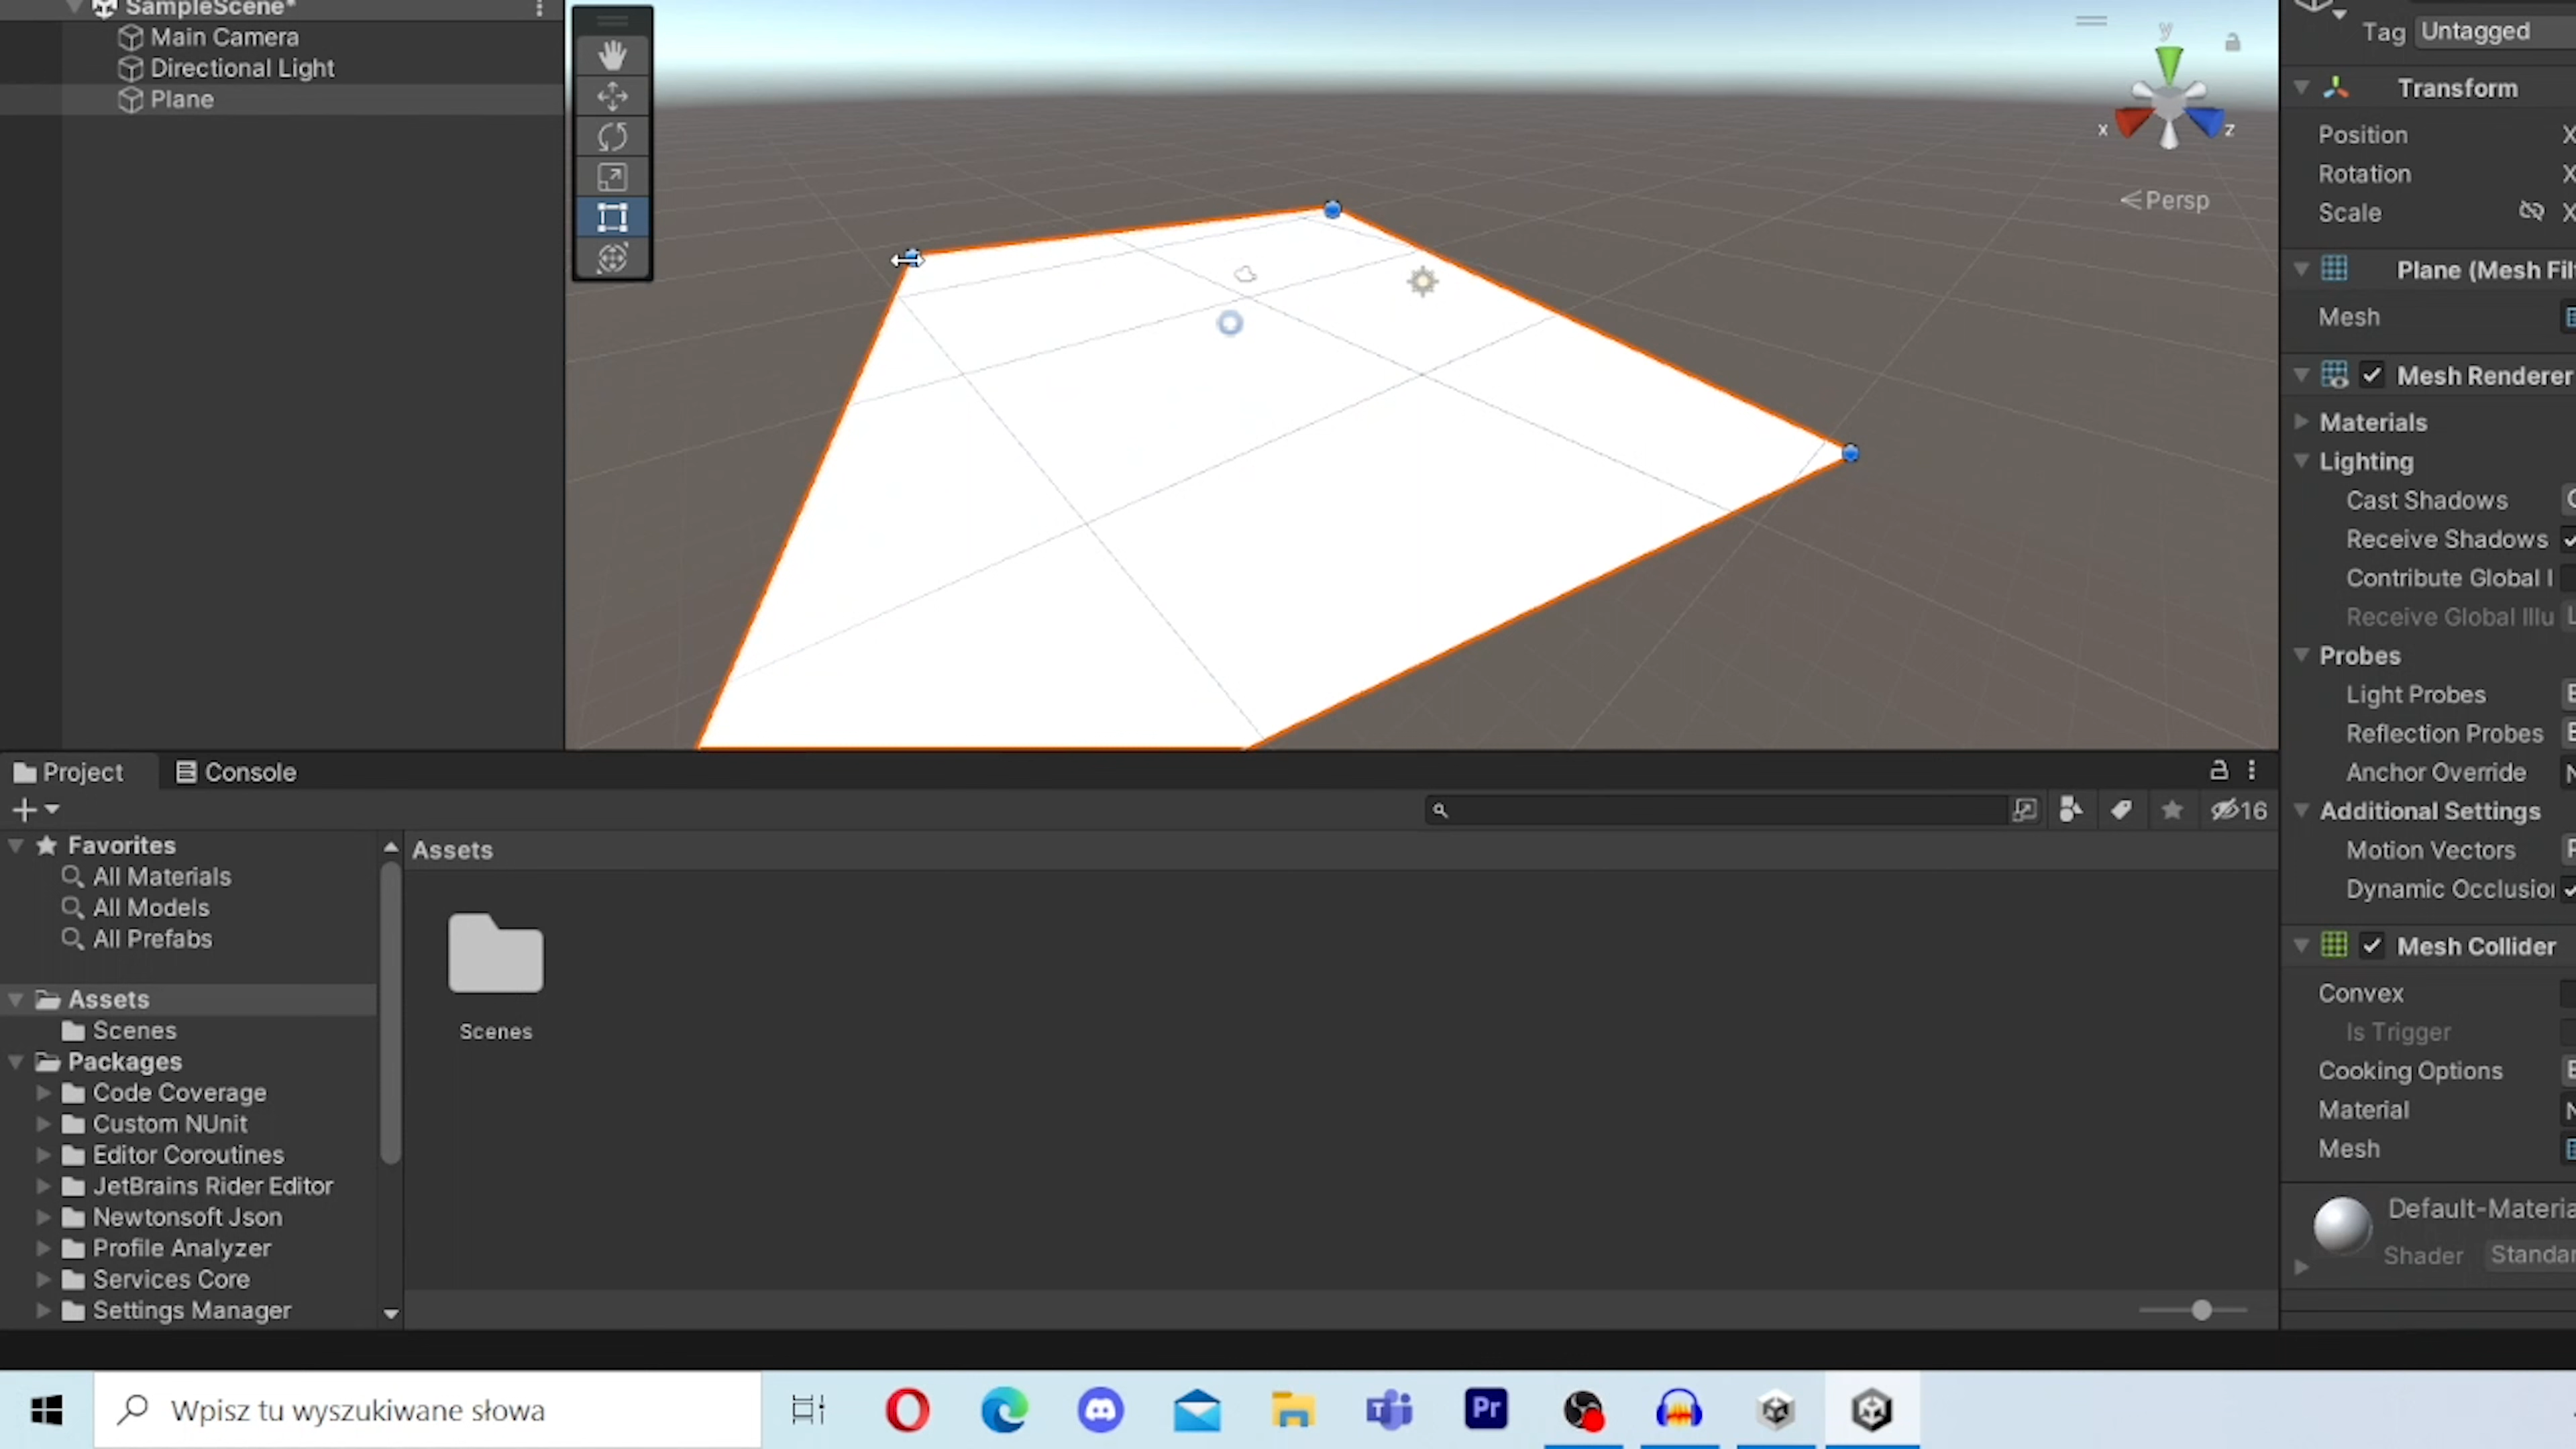 SampleScene*
Main Camera
Directional Light
Plane
y
x
z
Persp
Tag Untagged
Transform
Position X
Rotation X
Scale X
Plane (Mesh Fil
Mesh
Mesh Renderer
Materials
Lighting
Cast Shadows
Receive Shadows
Contribute Global I
Receive Global Illu
Probes
Light Probes
Reflection Probes
Anchor Override
Additional Settings
Motion Vectors
Dynamic Occlusion
Mesh Collider
Convex
Is Trigger
Cooking Options
Material
Mesh
Default-Materia
Shader Standar
Project Console
16
Favorites
All Materials
All Models
All Prefabs
Assets
Scenes
Packages
Code Coverage
Custom NUnit
Editor Coroutines
JetBrains Rider Editor
Newtonsoft Json
Profile Analyzer
Services Core
Settings Manager
Assets
Scenes
Wpisz tu wyszukiwane słowa
Pr